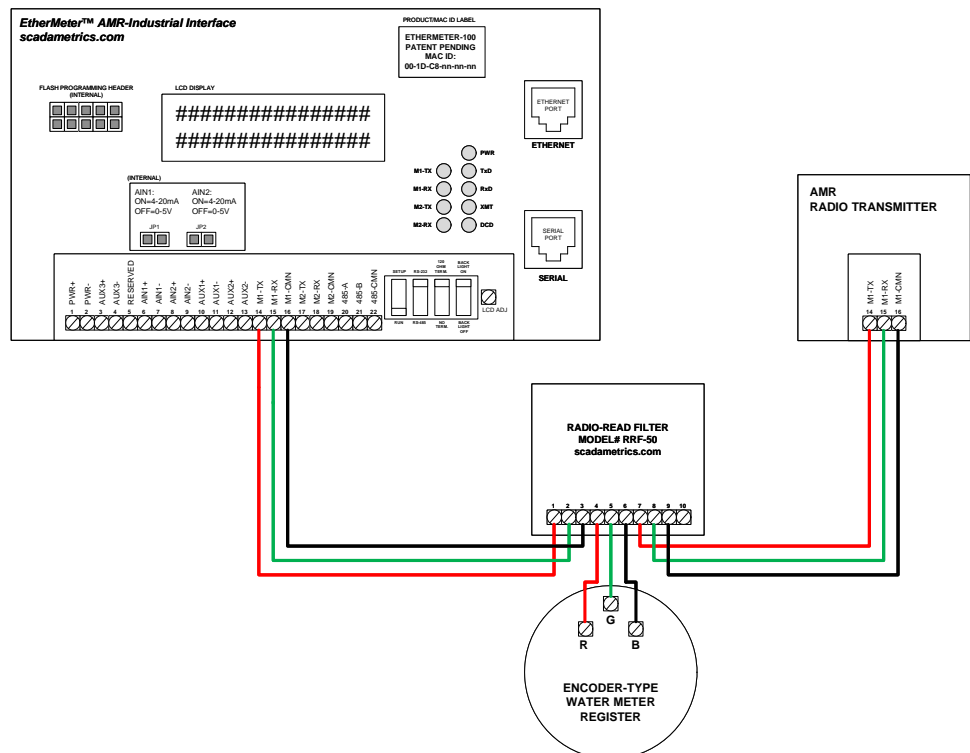 EtherMeter™ AMR-Industrial Interface
scadametrics.com
PRODUCT/MAC ID LABEL
ETHERMETER-100
PATENT PENDING
MAC ID:
00-1D-C8-nn-nn-nn
FLASH PROGRAMMING HEADER
(INTERNAL)
LCD DISPLAY
################
################
ETHERNET
PORT
ETHERNET
PWR
M1-TX
TxD
M1-RX
RxD
M2-TX
XMT
M2-RX
DCD
(INTERNAL)
AIN1:
ON=4-20mA
OFF=0-5V
AIN2:
ON=4-20mA
OFF=0-5V
JP1
JP2
SERIAL
PORT
SERIAL
PWR+
PWR-
AUX3+
AUX3-
RESERVED
AIN1+
AIN1-
AIN2+
AIN2-
AUX1+
AUX1-
AUX2+
AUX2-
M1-TX
M1-RX
M1-CMN
M2-TX
M2-RX
M2-CMN
485-A
485-B
485-CMN
1 2 3 4 5 6 7 8 9 10 11 12 13 14 15 16 17 18 19 20 21 22
SETUP
RS-232
120
OHM
TERM.
BACK
LIGHT
ON
RUN
RS-485
NO
TERM.
BACK
LIGHT
OFF
LCD ADJ
AMR
RADIO TRANSMITTER
M1-TX
M1-RX
M1-CMN
14 15 16
RADIO-READ FILTER
MODEL# RRF-50
scadametrics.com
1 2 3 4 5 6 7 8 9 10
G
R
B
ENCODER-TYPE
WATER METER
REGISTER